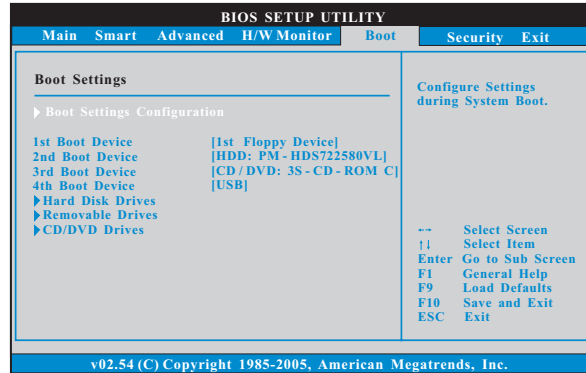 BIOS SETUP UTILITY
Main Smart Advanced H/W Monitor Boot Security Exit
Boot Settings
Boot Settings Configuration
1st Boot Device [1st Floppy Device]
2nd Boot Device [HDD: PM - HDS722580VL]
3rd Boot Device [CD / DVD: 3S - CD - ROM C]
4th Boot Device [USB]
Hard Disk Drives
Removable Drives
CD/DVD Drives
Configure Settings
during System Boot.
←→ Select Screen
↑↓ Select Item
Enter Go to Sub Screen
F1 General Help
F9 Load Defaults
F10 Save and Exit
ESC Exit
v02.54 (C) Copyright 1985-2005, American Megatrends, Inc.